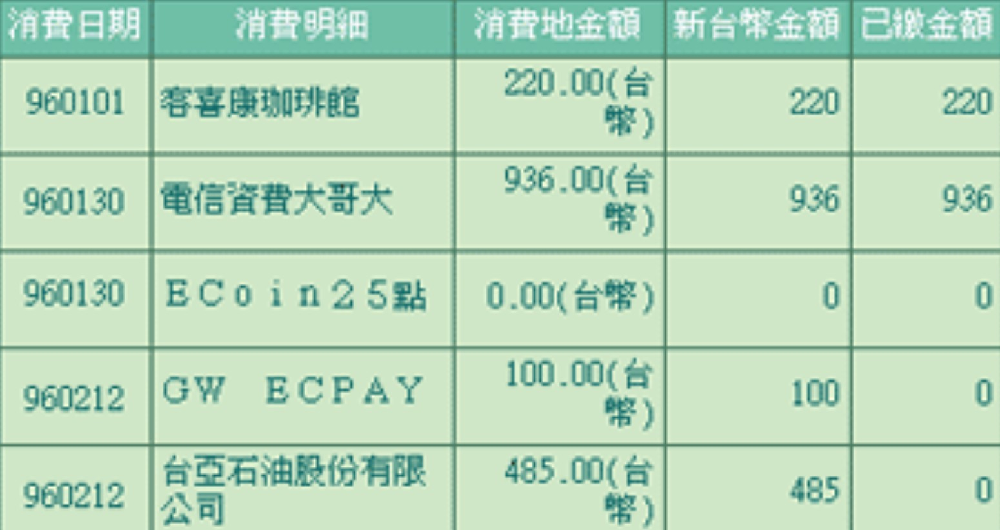 消費日期 消費明細 消費地金額 新台幣金額 已繳金額
960101 客喜康珈琲館 220.00(台幣) 220 220
960130 電信資費大哥大 936.00(台幣) 936 936
960130 ＥＣｏｉｎ２５點 0.00(台幣) 0 0
960212 ＧＷ　ＥＣＰＡＹ 100.00(台幣) 100 0
960212 台亞石油股份有限公司 485.00(台幣) 485 0